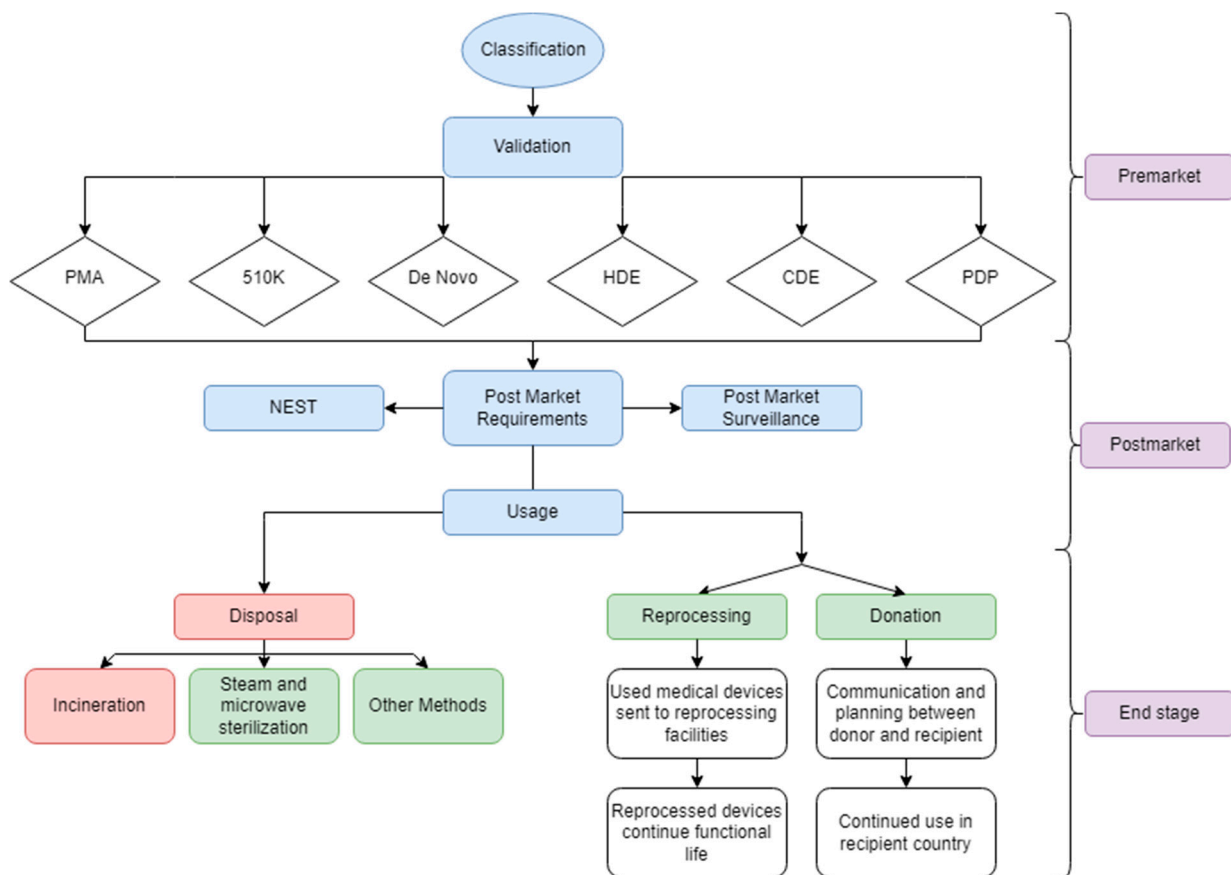 Classification
Validation
Premarket
PMA
510K
De Novo
HDE
CDE
PDP
NEST
Post Market
Requirements
Post Market
Surveillance
Postmarket
Usage
Disposal
Reprocessing
Donation
Incineration
Steam and
microwave
sterilization
Other Methods
Used medical devices
sent to reprocessing
facilities
Communication and
planning between
donor and recipient
End stage
Reprocessed devices
continue functional
life
Continued use in
recipient country